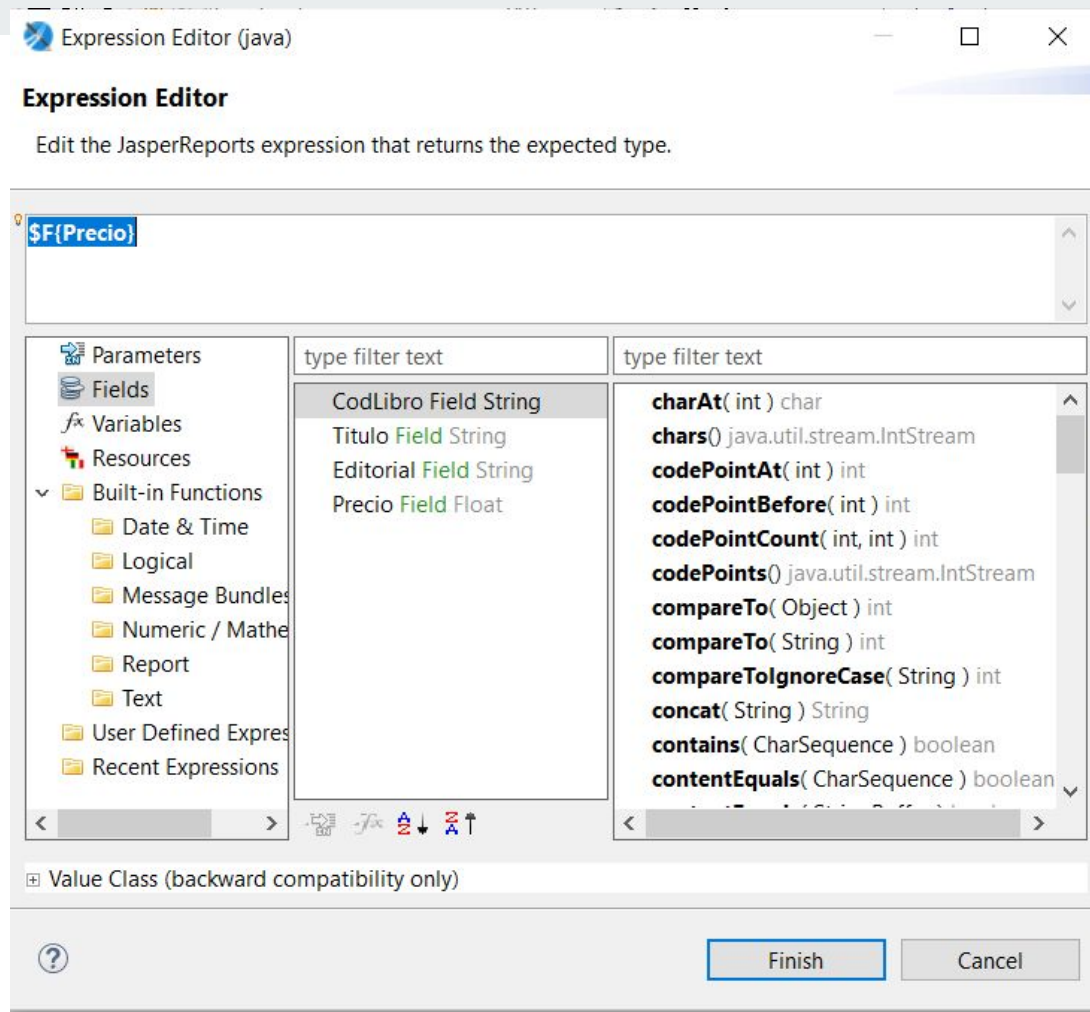 Expression Editor (java)
Expression Editor
Edit the JasperReports expression that returns the expected type.
$F{Precio}
Parameters
Fields
fx Variables
Resources
Built-in Functions
Date & Time
Logical
Message Bundles
Numeric / Mathe
Report
Text
User Defined Expres
Recent Expressions
type filter text
CodLibro Field String
Titulo Field String
Editorial Field String
Precio Field Float
type filter text
charAt( int ) char
chars() java.util.stream.IntStream
codePointAt( int ) int
codePointBefore( int ) int
codePointCount( int, int ) int
codePoints() java.util.stream.IntStream
compareTo( Object ) int
compareTo( String ) int
compareToIgnoreCase( String ) int
concat( String ) String
contains( CharSequence ) boolean
contentEquals( CharSequence ) boolean
Value Class (backward compatibility only)
Finish
Cancel